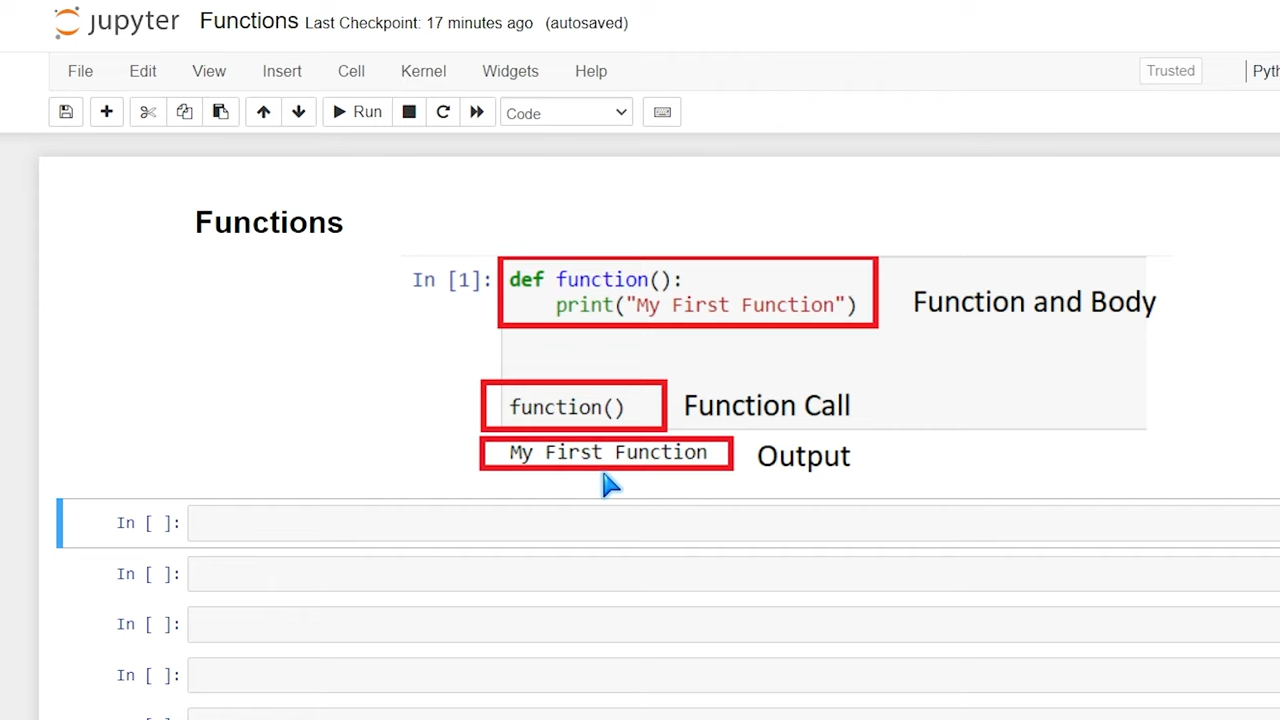 jupyter Functions Last Checkpoint: 17 minutes ago (autosaved)
File Edit View Insert Cell Kernel Widgets Help Trusted Pyth
Run Code
Functions
In [1]: def function():
print("My First Function")
Function and Body
function() Function Call
My First Function Output
In [ ]:
In [ ]:
In [ ]:
In [ ]: